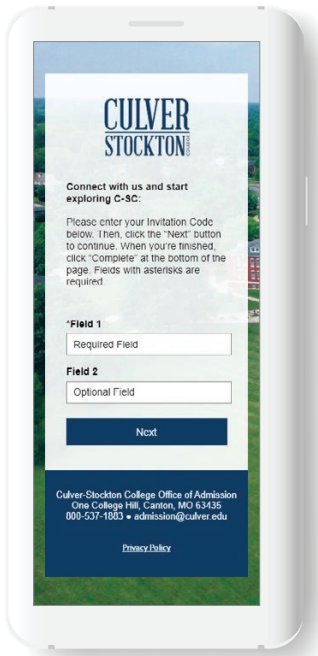 CULVER
STOCKTON
COLLEGE
Connect with us and start
exploring C-SC:
Please enter your Invitation Code
below. Then, click the "Next" button
to continue. When you're finished,
click "Complete" at the bottom of the
page. Fields with asterisks are
required
*Field 1
Required Field
Field 2
Optional Field
Next
Culver-Stockton College Office of Admission
One College Hill, Canton, MO 63435
800-537-1883 • admission@culver.edu
Privacy Policy